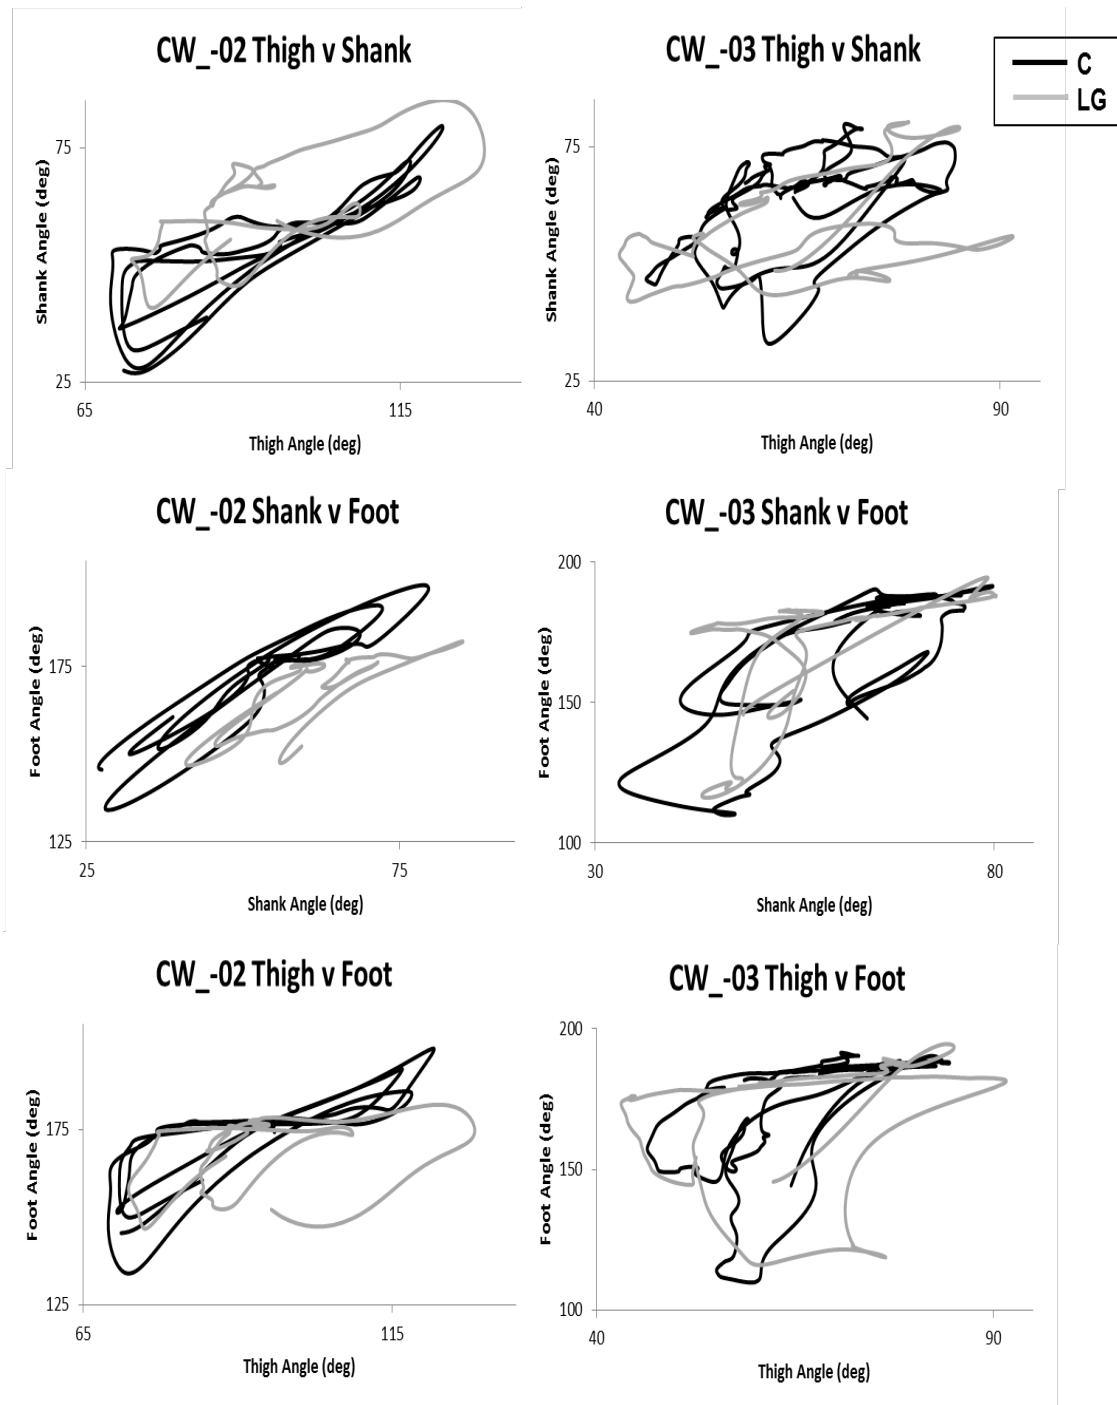 CW_-02 Thigh v Shank
CW_-03 Thigh v Shank
C
LG
75
Shank Angle (deg)
25
65
115
Thigh Angle (deg)
75
Shank Angle (deg)
25
40
90
Thigh Angle (deg)
CW_-02 Shank v Foot
CW_-03 Shank v Foot
175
Foot Angle (deg)
125
25
75
Shank Angle (deg)
200
150
Foot Angle (deg)
100
30
80
Shank Angle (deg)
CW_-02 Thigh v Foot
CW_-03 Thigh v Foot
175
Foot Angle (deg)
125
65
115
Thigh Angle (deg)
200
150
Foot Angle (deg)
100
40
90
Thigh Angle (deg)